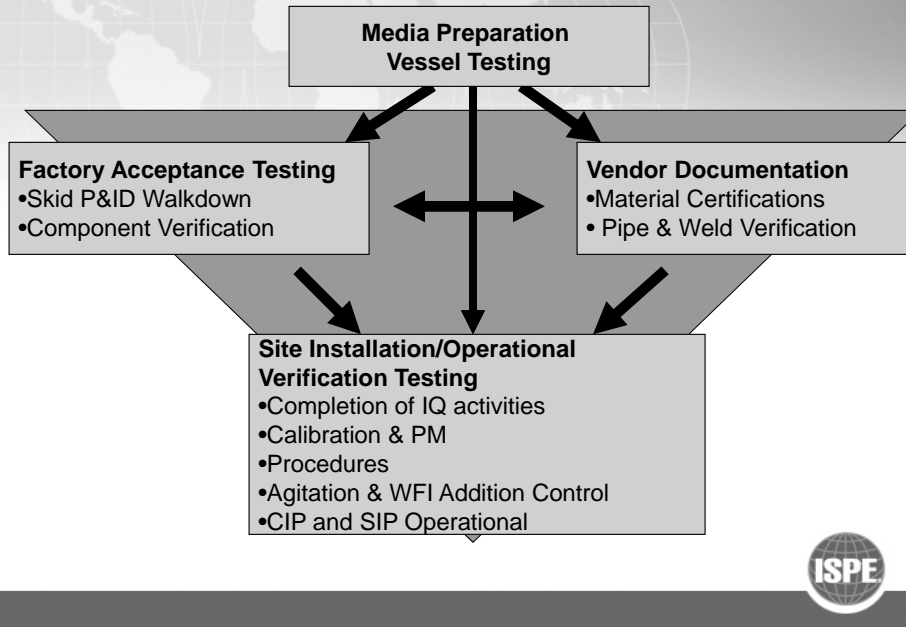 Media Preparation
Vessel Testing
Factory Acceptance Testing
•Skid P&ID Walkdown
•Component Verification
Vendor Documentation
•Material Certifications
• Pipe & Weld Verification
Site Installation/Operational
Verification Testing
•Completion of IQ activities
•Calibration & PM
•Procedures
•Agitation & WFI Addition Control
•CIP and SIP Operational
ISPE